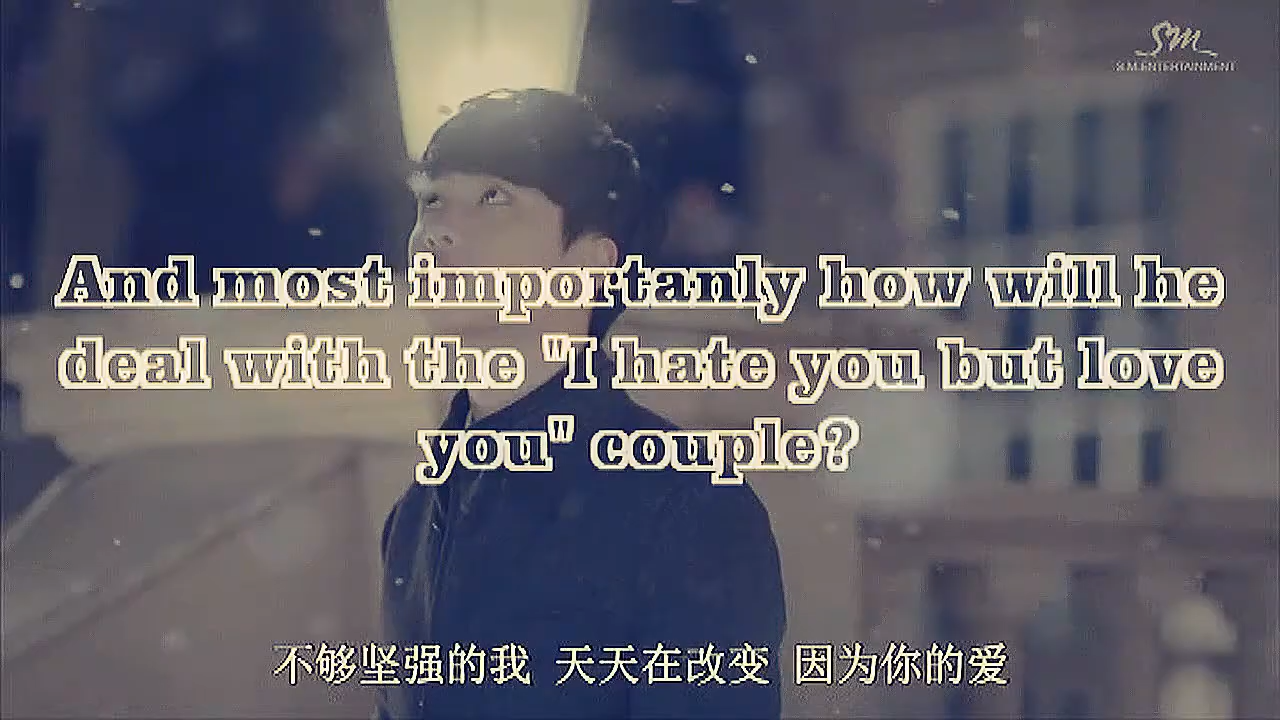 SM
S.M.ENTERTAINMENT
And most importanly how will he
deal with the "I hate you but love
you" couple?
不够坚强的我 天天在改变 因为你的爱